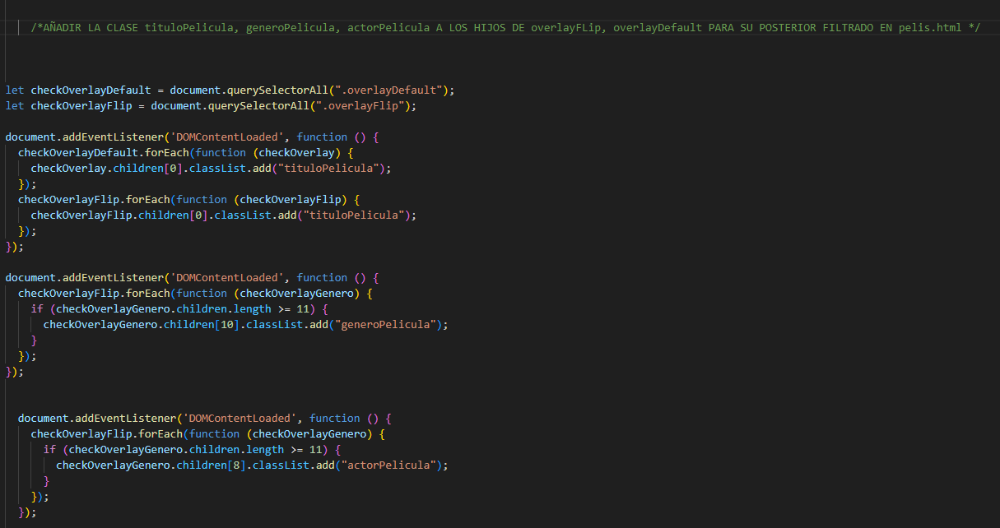 /*AÑADIR LA CLASE tituloPelicula, generoPelicula, actorPelicula A LOS HIJOS DE overlayFLip, overlayDefault PARA SU POSTERIOR FILTRADO EN pelis.html */
let checkOverlayDefault = document.querySelectorAll(".overlayDefault");
let checkOverlayFlip = document.querySelectorAll(".overlayFlip");
document.addEventListener('DOMContentLoaded', function () {
  checkOverlayDefault.forEach(function (checkOverlay) {
    checkOverlay.children[0].classList.add("tituloPelicula");
  });
  checkOverlayFlip.forEach(function (checkOverlayFlip) {
    checkOverlayFlip.children[0].classList.add("tituloPelicula");
  });
});
document.addEventListener('DOMContentLoaded', function () {
  checkOverlayFlip.forEach(function (checkOverlayGenero) {
    if (checkOverlayGenero.children.length >= 11) {
      checkOverlayGenero.children[10].classList.add("generoPelicula");
    }
  });
});
  document.addEventListener('DOMContentLoaded', function () {
    checkOverlayFlip.forEach(function (checkOverlayGenero) {
      if (checkOverlayGenero.children.length >= 11) {
        checkOverlayGenero.children[8].classList.add("actorPelicula");
      }
    });
  });